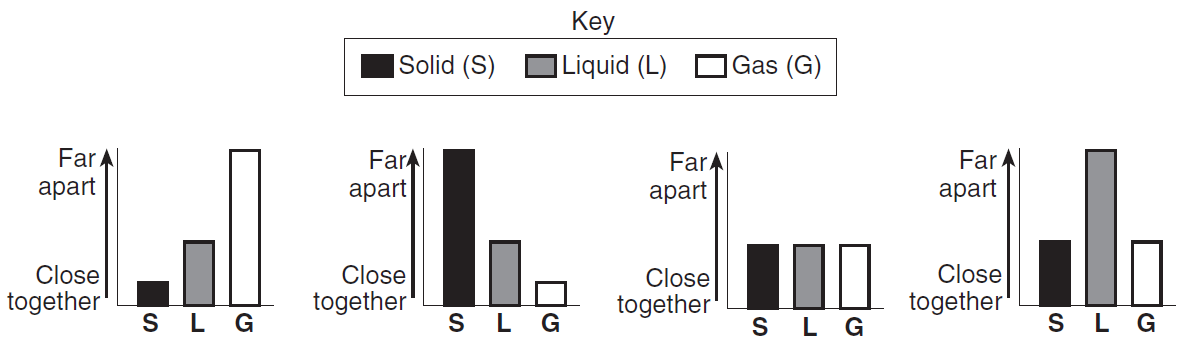 Key
Solid (S) Liquid (L) Gas (G)
Far
apart
Close
together
S L G
Far
apart
Close
together
S L G
Far
apart
Close
together
S L G
Far
apart
Close
together
S L G